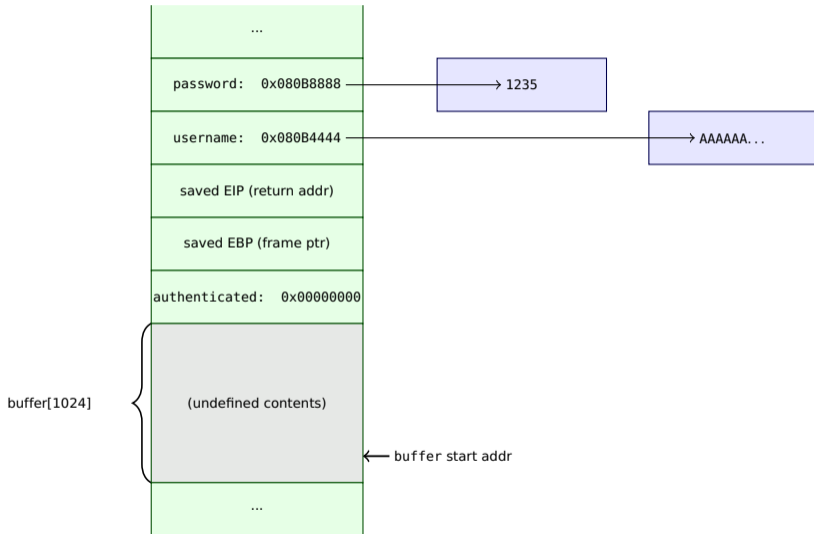 ...
password: 0x080B8888
1235
username: 0x080B4444
AAAAAA...
saved EIP (return addr)
saved EBP (frame ptr)
authenticated: 0x00000000
buffer[1024]
(undefined contents)
buffer start addr
...